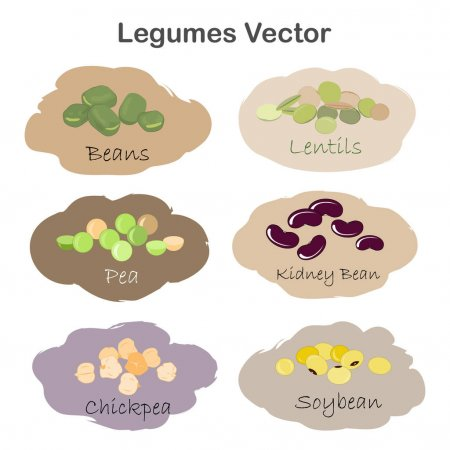 Legumes Vector
Beans
Lentils
Pea
Kidney Bean
Chickpea
Soybean